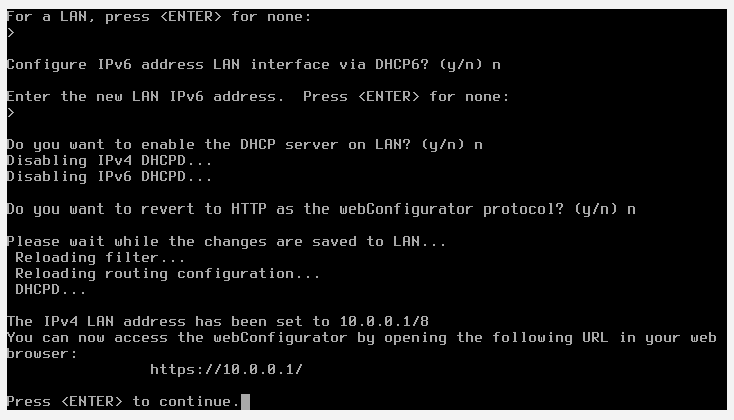 For a LAN, press <ENTER> for none:
>
Configure IPv6 address LAN interface via DHCP6? (y/n) n
Enter the new LAN IPv6 address.  Press <ENTER> for none:
>
Do you want to enable the DHCP server on LAN? (y/n) n
Disabling IPv4 DHCPD...
Disabling IPv6 DHCPD...
Do you want to revert to HTTP as the webConfigurator protocol? (y/n) n
Please wait while the changes are saved to LAN...
 Reloading filter...
 Reloading routing configuration...
 DHCPD...
The IPv4 LAN address has been set to 10.0.0.1/8
You can now access the webConfigurator by opening the following URL in your web
browser:
                https://10.0.0.1/
Press <ENTER> to continue.